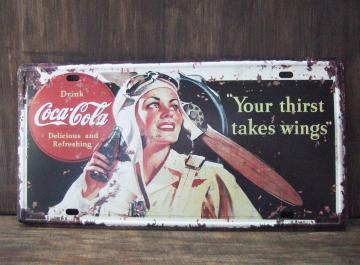 Drink
Coca-Cola
Delicious and
Refreshing
"Your thirst
takes wings"